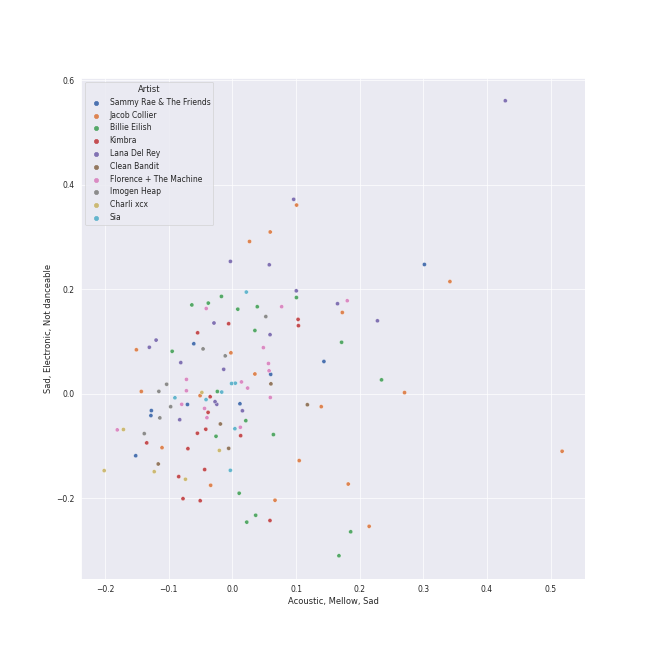 Artist
Sammy Rae & The Friends
Jacob Collier
Billie Eilish
Kimbra
Lana Del Rey
Clean Bandit
Florence + The Machine
Imogen Heap
Charli xcx
Sia
Sad, Electronic, Not danceable
0.6
0.4
0.2
0.0
−0.2
−0.2 −0.1 0.0 0.1 0.2 0.3 0.4 0.5
Acoustic, Mellow, Sad